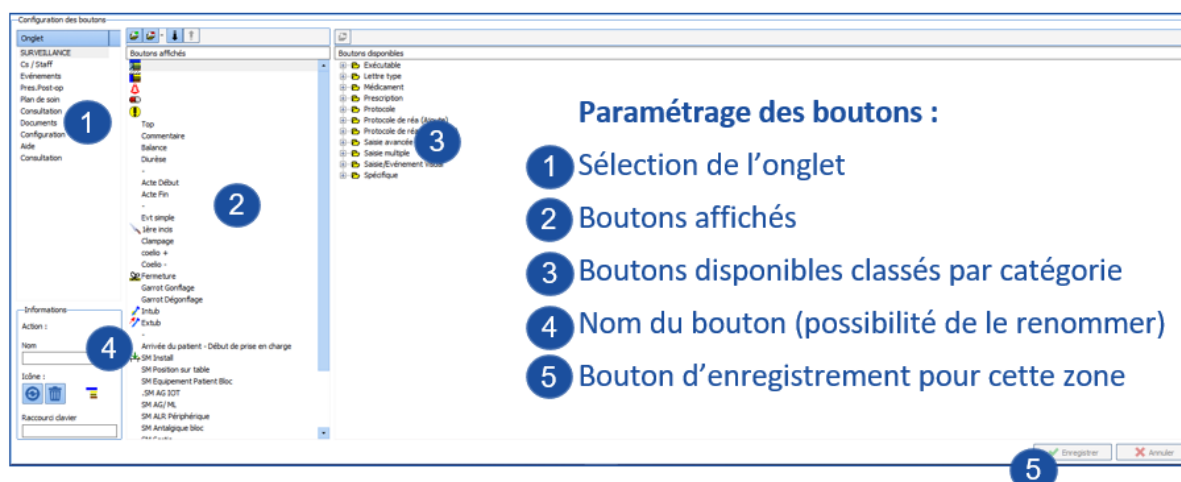 Configuration des boutons
Onglet
SURVEILLANCE
Cs / Staff
Evénements
Pres.Post-op
Plan de soin
Consultation
Documents
Configuration
Aide
Consultation
1
Informations
Action :
Nom
4
Icône :
Raccourci clavier
Boutons affichés
Top
Commentaire
Balance
Diurèse
-
Acte Début
Acte Fin
-
Evt simple
1ère incis
Clampage
coelio +
Coelio -
Fermeture
Garrot Gonflage
Garrot Dégonflage
Intub
Extub
-
Arrivée du patient - Début de prise en charge
SM Install
SM Position sur table
SM Equipement Patient Bloc
.SM AG IOT
SM AG/ ML
SM ALR Périphérique
SM Antalgique bloc
2
Boutons disponibles
Exécutable
Lettre type
Médicament
Prescription
Protocole
Protocole de réa
Protocole de réa
Saisie avancée
Saisie multiple
Saisie/Evénement
Spécifique
3
Paramétrage des boutons :
1 Sélection de l’onglet
2 Boutons affichés
3 Boutons disponibles classés par catégorie
4 Nom du bouton (possibilité de le renommer)
5 Bouton d’enregistrement pour cette zone
5
Enregistrer
Annuler